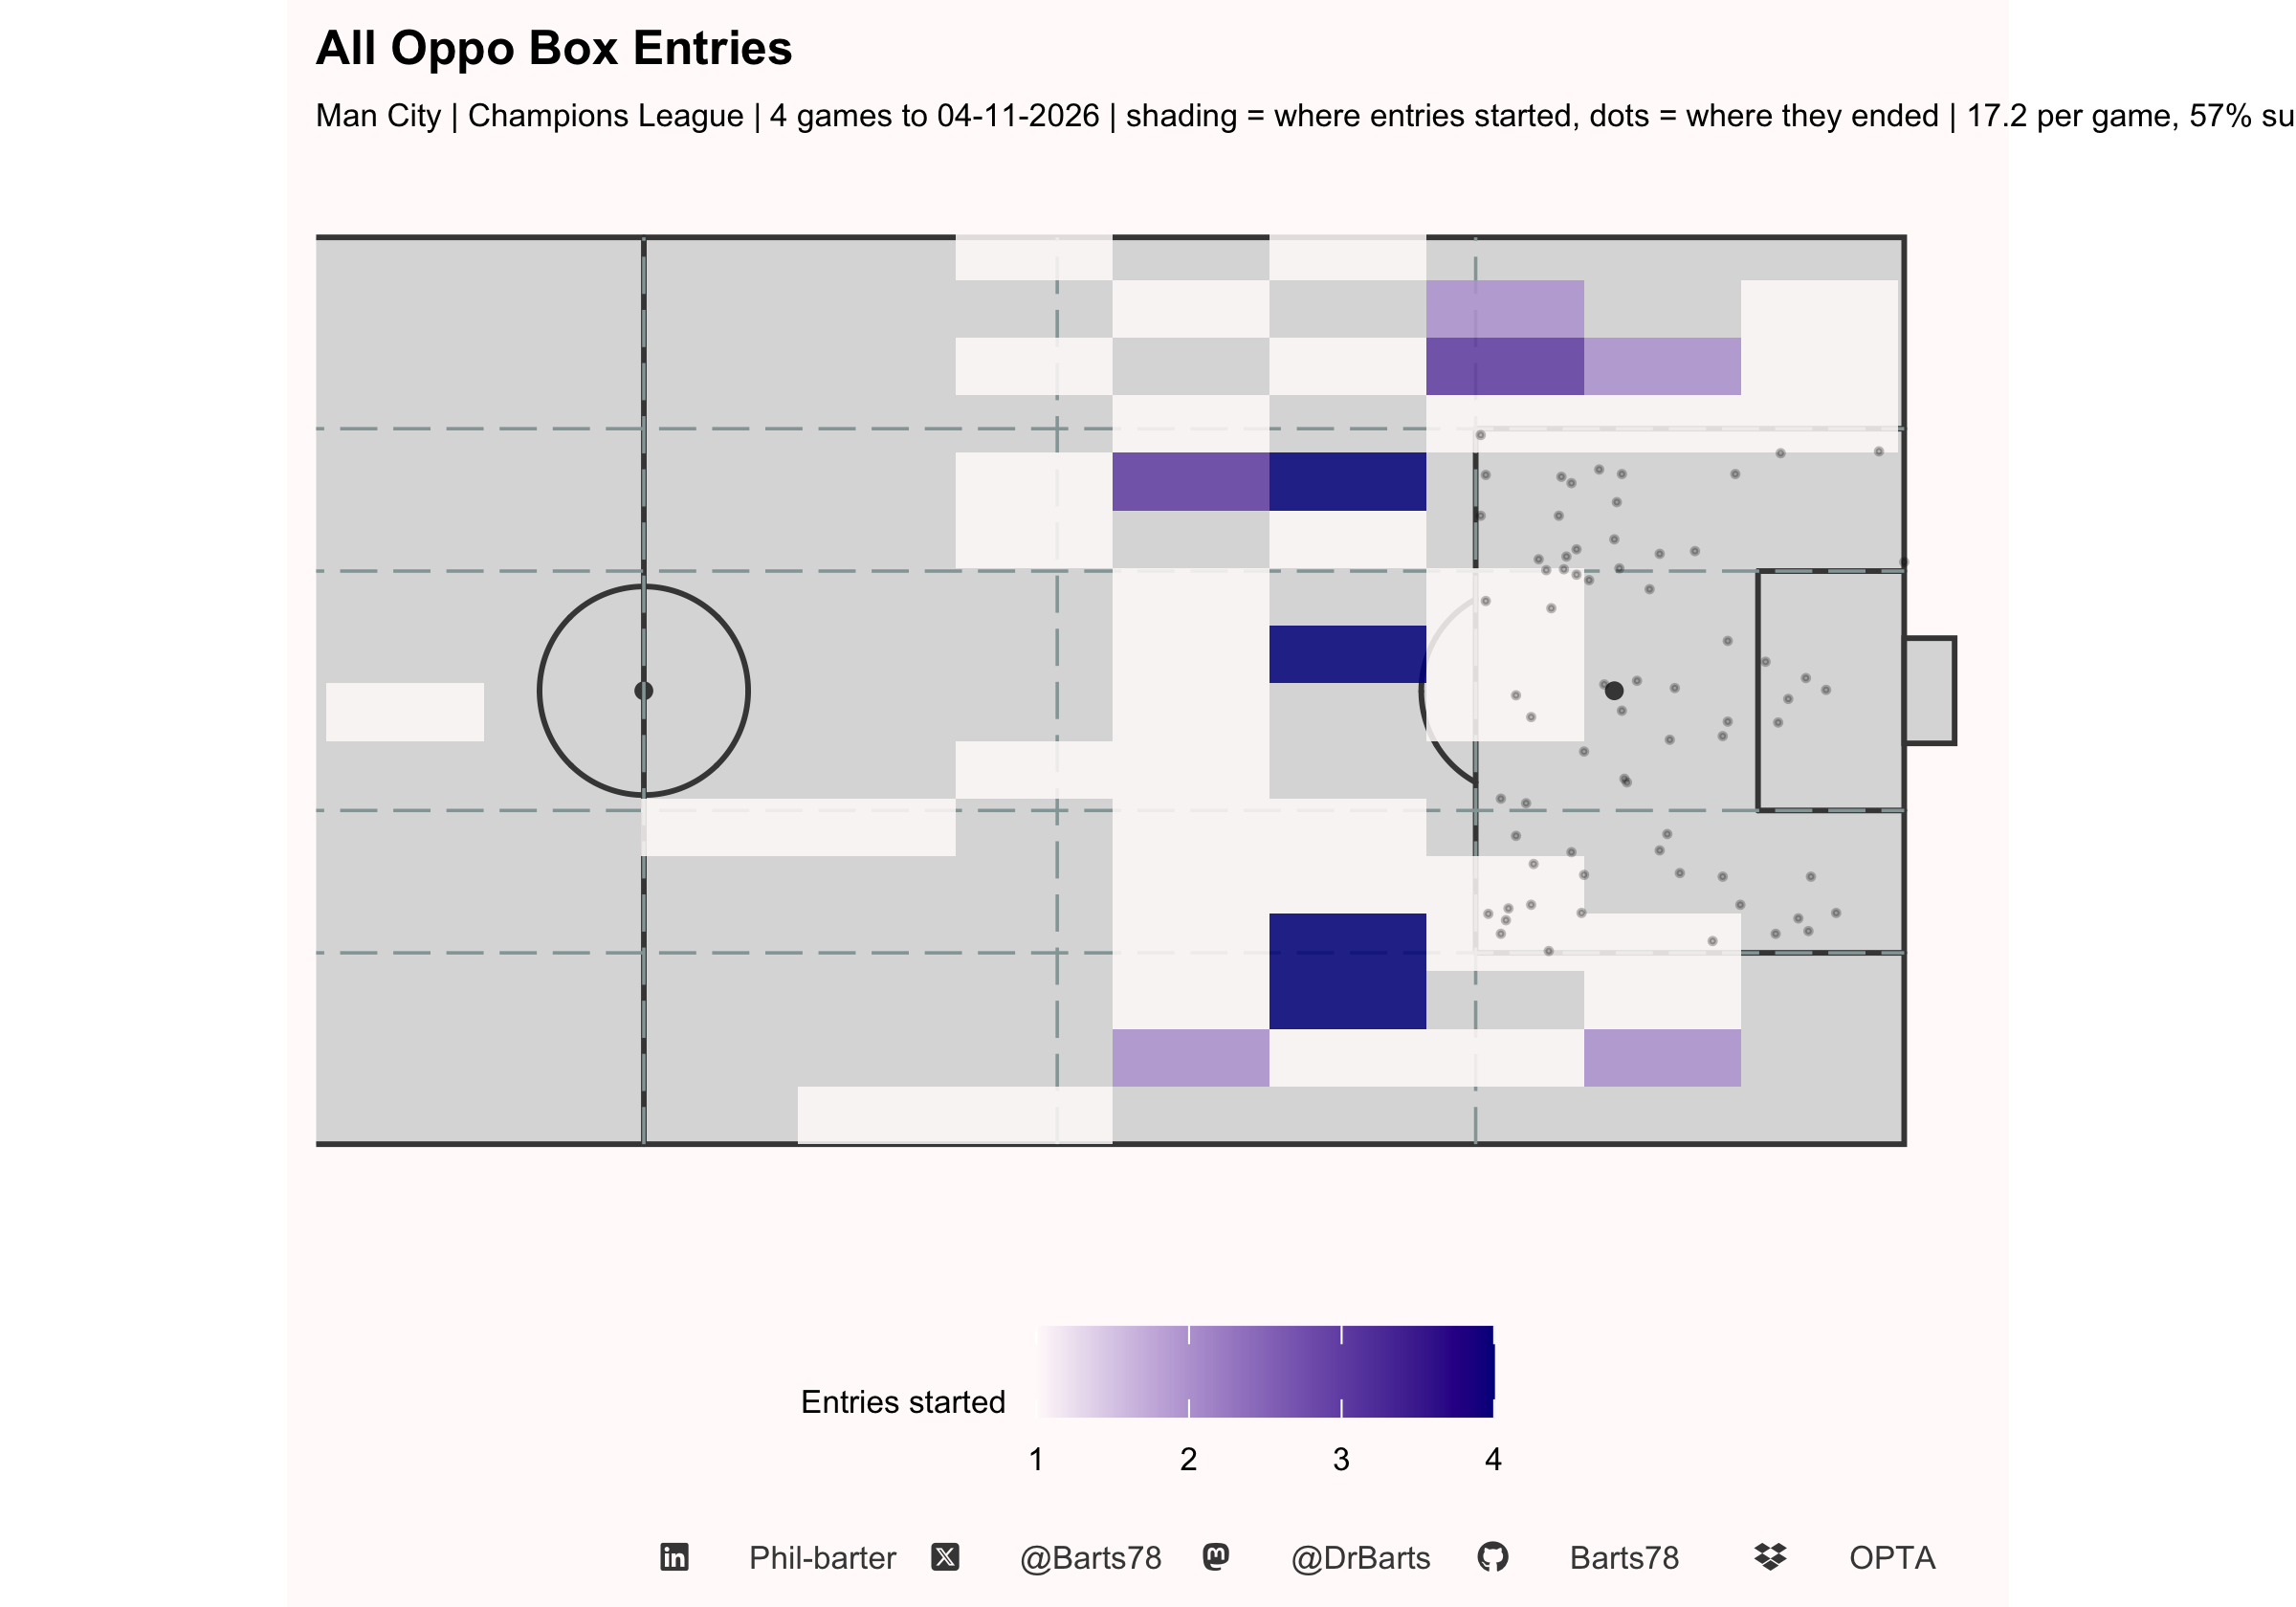 All Oppo Box Entries
Man City | Champions League | 4 games to 04-11-2026 | shading = where entries started, dots = where they ended | 17.2 per game, 57% su
Entries started
1 2 3 4
Phil-barter @Barts78 @DrBarts Barts78 OPTA